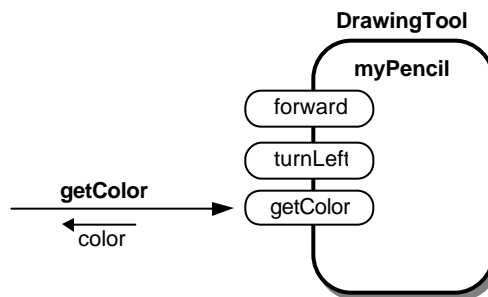 DrawingTool
myPencil
forward
turnLeft
getColor
getColor
color